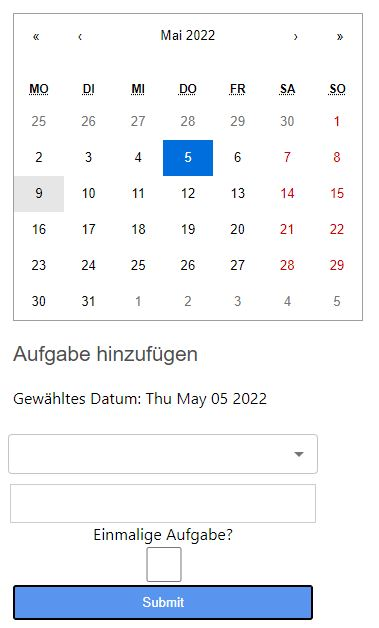 « ‹ Mai 2022 › »
MO DI MI DO FR SA SO
25 26 27 28 29 30 1
2 3 4 5 6 7 8
9 10 11 12 13 14 15
16 17 18 19 20 21 22
23 24 25 26 27 28 29
30 31 1 2 3 4 5
Aufgabe hinzufügen
Gewähltes Datum: Thu May 05 2022
Einmalige Aufgabe?
Submit